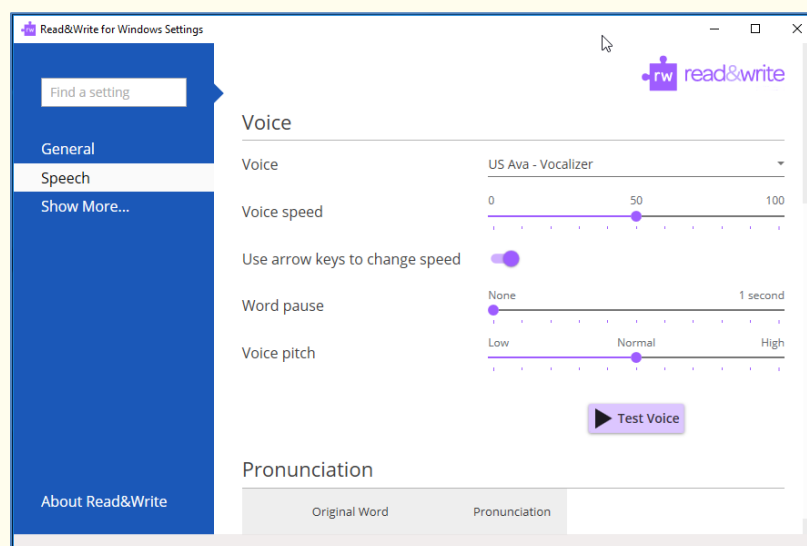 rw Read&Write for Windows Settings
rw read&write
Find a setting
General
Speech
Show More...
About Read&Write
Voice
Voice US Ava - Vocalizer
Voice speed 0 50 100
Use arrow keys to change speed
Word pause None 1 second
Voice pitch Low Normal High
Test Voice
Pronunciation
Original Word Pronunciation